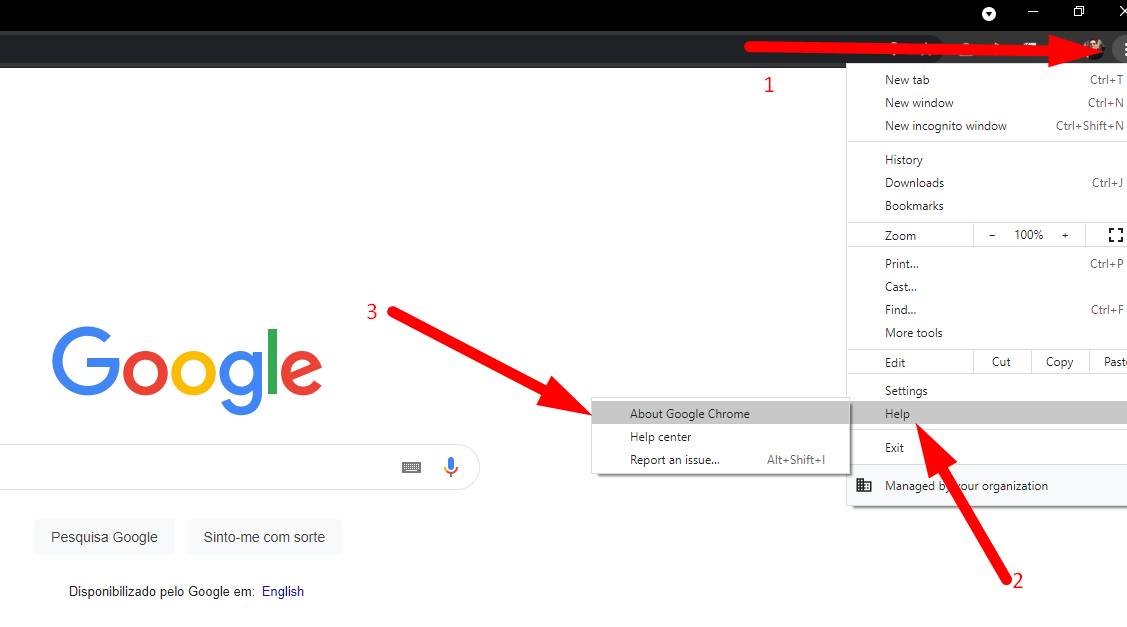 1
New tab Ctrl+T
New window Ctrl+N
New incognito window Ctrl+Shift+N
History
Downloads Ctrl+J
Bookmarks
Zoom - 100% +
Print... Ctrl+P
Cast...
Find... Ctrl+F
More tools
Edit Cut Copy Paste
Settings
Help
Exit
Managed by your organization
3
About Google Chrome
Help center
Report an issue... Alt+Shift+I
2
Google
Pesquisa Google Sinto-me com sorte
Disponibilizado pelo Google em: English